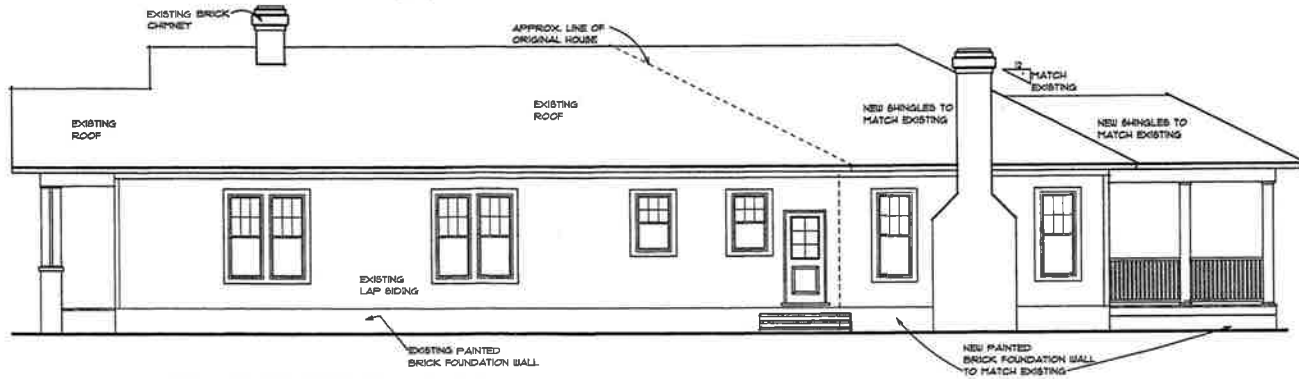 EXISTING BRICK
CHIMNEY
APPROX. LINE OF
ORIGINAL HOUSE
12
MATCH
EXISTING
EXISTING
ROOF
EXISTING
ROOF
NEW SHINGLES TO
MATCH EXISTING
NEW SHINGLES TO
MATCH EXISTING
EXISTING
LAP SIDING
EXISTING PAINTED
BRICK FOUNDATION WALL
NEW PAINTED
BRICK FOUNDATION WALL
TO MATCH EXISTING